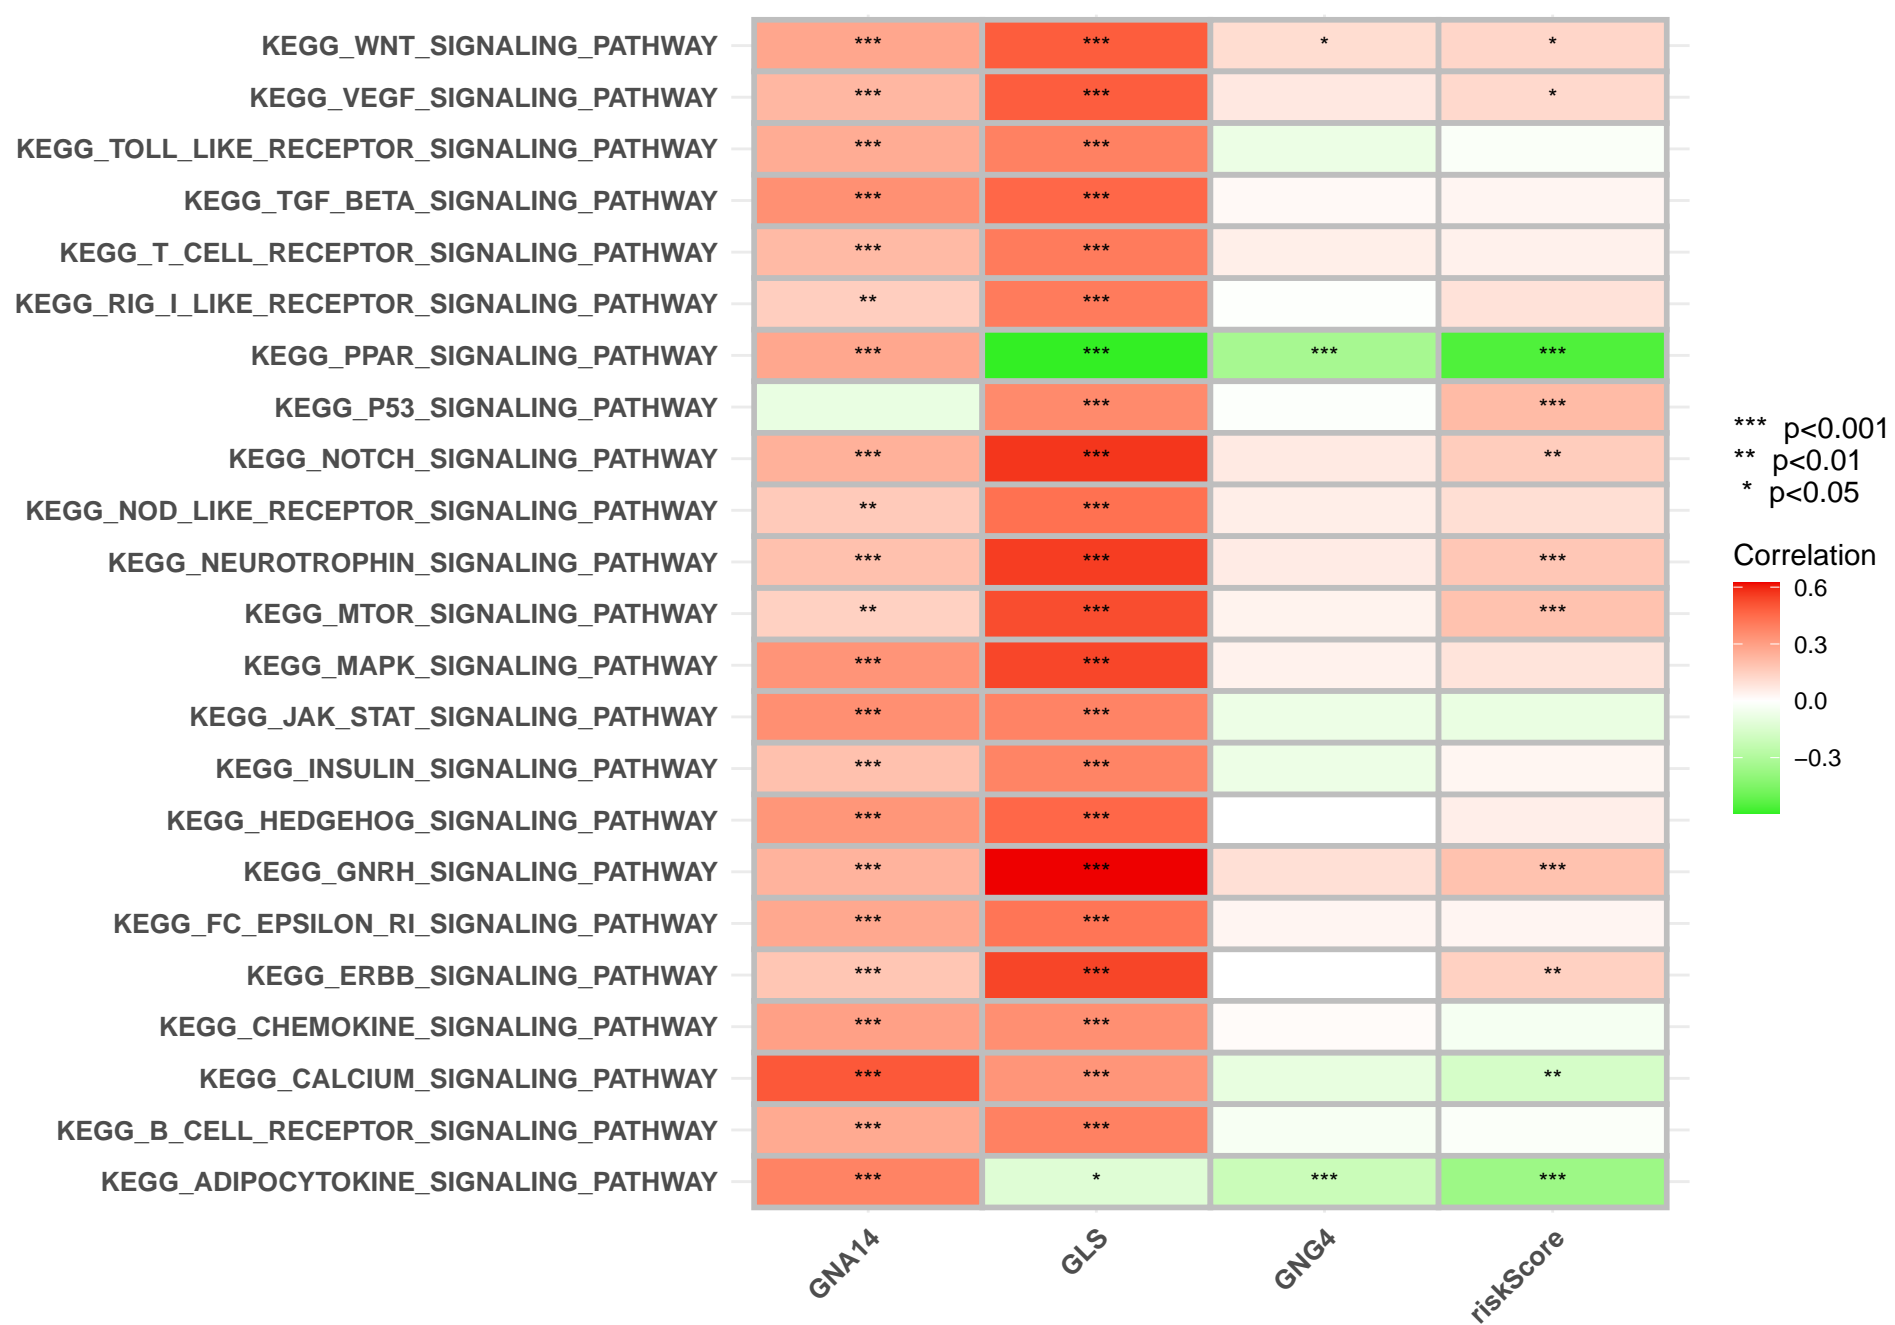 KEGG_WNT_SIGNALING_PATHWAY *** *** * *
KEGG_VEGF_SIGNALING_PATHWAY *** *** *
KEGG_TOLL_LIKE_RECEPTOR_SIGNALING_PATHWAY *** ***
KEGG_TGF_BETA_SIGNALING_PATHWAY *** ***
KEGG_T_CELL_RECEPTOR_SIGNALING_PATHWAY *** ***
KEGG_RIG_I_LIKE_RECEPTOR_SIGNALING_PATHWAY ** ***
KEGG_PPAR_SIGNALING_PATHWAY *** *** *** ***
KEGG_P53_SIGNALING_PATHWAY *** ***
KEGG_NOTCH_SIGNALING_PATHWAY *** *** **
KEGG_NOD_LIKE_RECEPTOR_SIGNALING_PATHWAY ** ***
KEGG_NEUROTROPHIN_SIGNALING_PATHWAY *** *** ***
KEGG_MTOR_SIGNALING_PATHWAY ** *** ***
KEGG_MAPK_SIGNALING_PATHWAY *** ***
KEGG_JAK_STAT_SIGNALING_PATHWAY *** ***
KEGG_INSULIN_SIGNALING_PATHWAY *** ***
KEGG_HEDGEHOG_SIGNALING_PATHWAY *** ***
KEGG_GNRH_SIGNALING_PATHWAY *** *** ***
KEGG_FC_EPSILON_RI_SIGNALING_PATHWAY *** ***
KEGG_ERBB_SIGNALING_PATHWAY *** *** **
KEGG_CHEMOKINE_SIGNALING_PATHWAY *** ***
KEGG_CALCIUM_SIGNALING_PATHWAY *** *** **
KEGG_B_CELL_RECEPTOR_SIGNALING_PATHWAY *** ***
KEGG_ADIPOCYTOKINE_SIGNALING_PATHWAY *** * *** ***
GNA14 GLS GNG4 riskScore
*** p<0.001
** p<0.01
* p<0.05
Correlation
0.6
0.3
0.0
−0.3